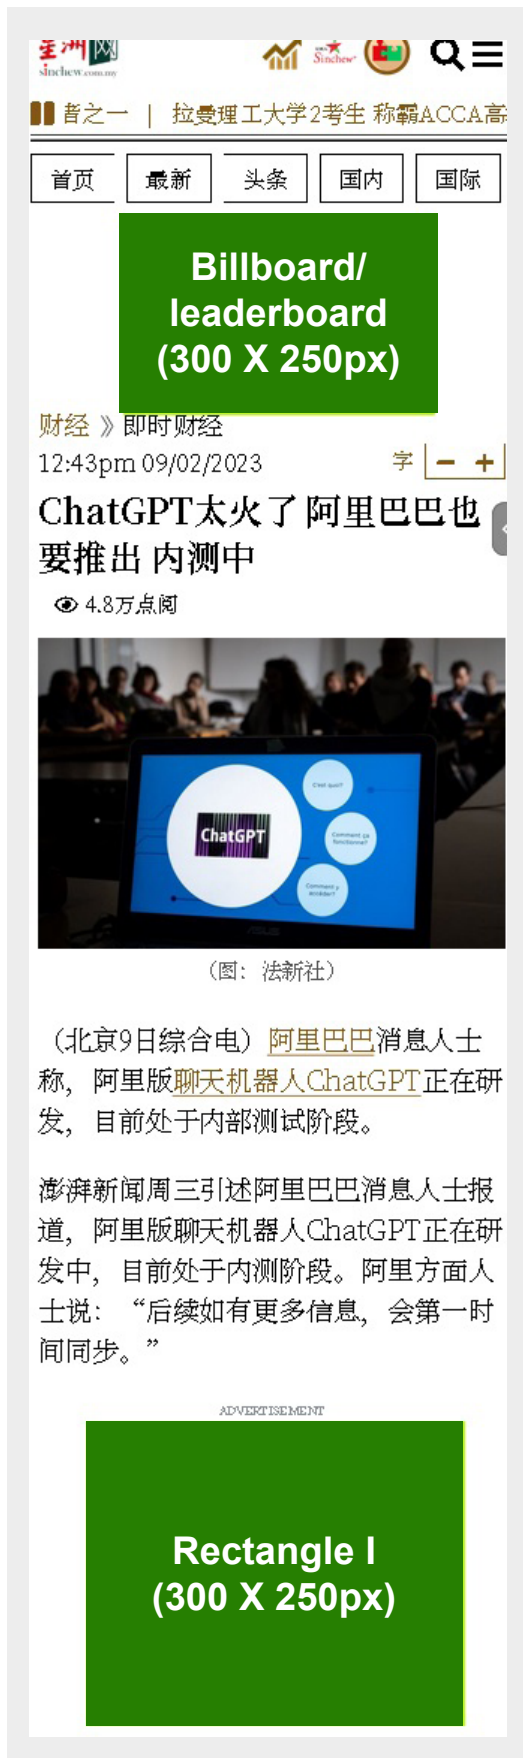 星洲网
sinchew.com.my
Sinchew
者之一 | 拉曼理工大学2考生 称霸ACCA高
首页 最新 头条 国内 国际
Billboard/
leaderboard
(300 X 250px)
财经 》即时财经
12:43pm 09/02/2023
字 − +
ChatGPT太火了 阿里巴巴也
要推出 内测中
4.8万点阅
C'est quoi?
ChatGPT
Comment ça
fonctionne?
Comment y
accéder?
ASUS
（图：法新社）
（北京9日综合电）阿里巴巴消息人士
称，阿里版聊天机器人ChatGPT正在研
发，目前处于内部测试阶段。
澎湃新闻周三引述阿里巴巴消息人士报
道，阿里版聊天机器人ChatGPT正在研
发中，目前处于内测阶段。阿里方面人
士说：“后续如有更多信息，会第一时
间同步。”
ADVERTISEMENT
Rectangle I
(300 X 250px)